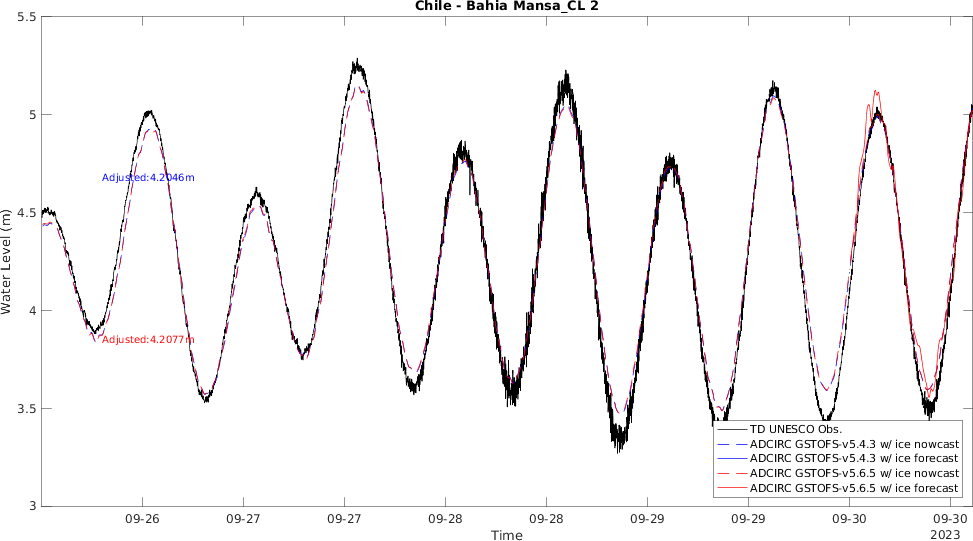 Chile - Bahia Mansa_CL 2
5.5
5
4.5
4
3.5
3
Water Level (m)
Adjusted:4.2046m
Adjusted:4.2077m
TD UNESCO Obs.
ADCIRC GSTOFS-v5.4.3 w/ ice nowcast
ADCIRC GSTOFS-v5.4.3 w/ ice forecast
ADCIRC GSTOFS-v5.6.5 w/ ice nowcast
ADCIRC GSTOFS-v5.6.5 w/ ice forecast
09-26 09-27 09-27 09-28 09-28 09-29 09-29 09-30 09-30
2023
Time